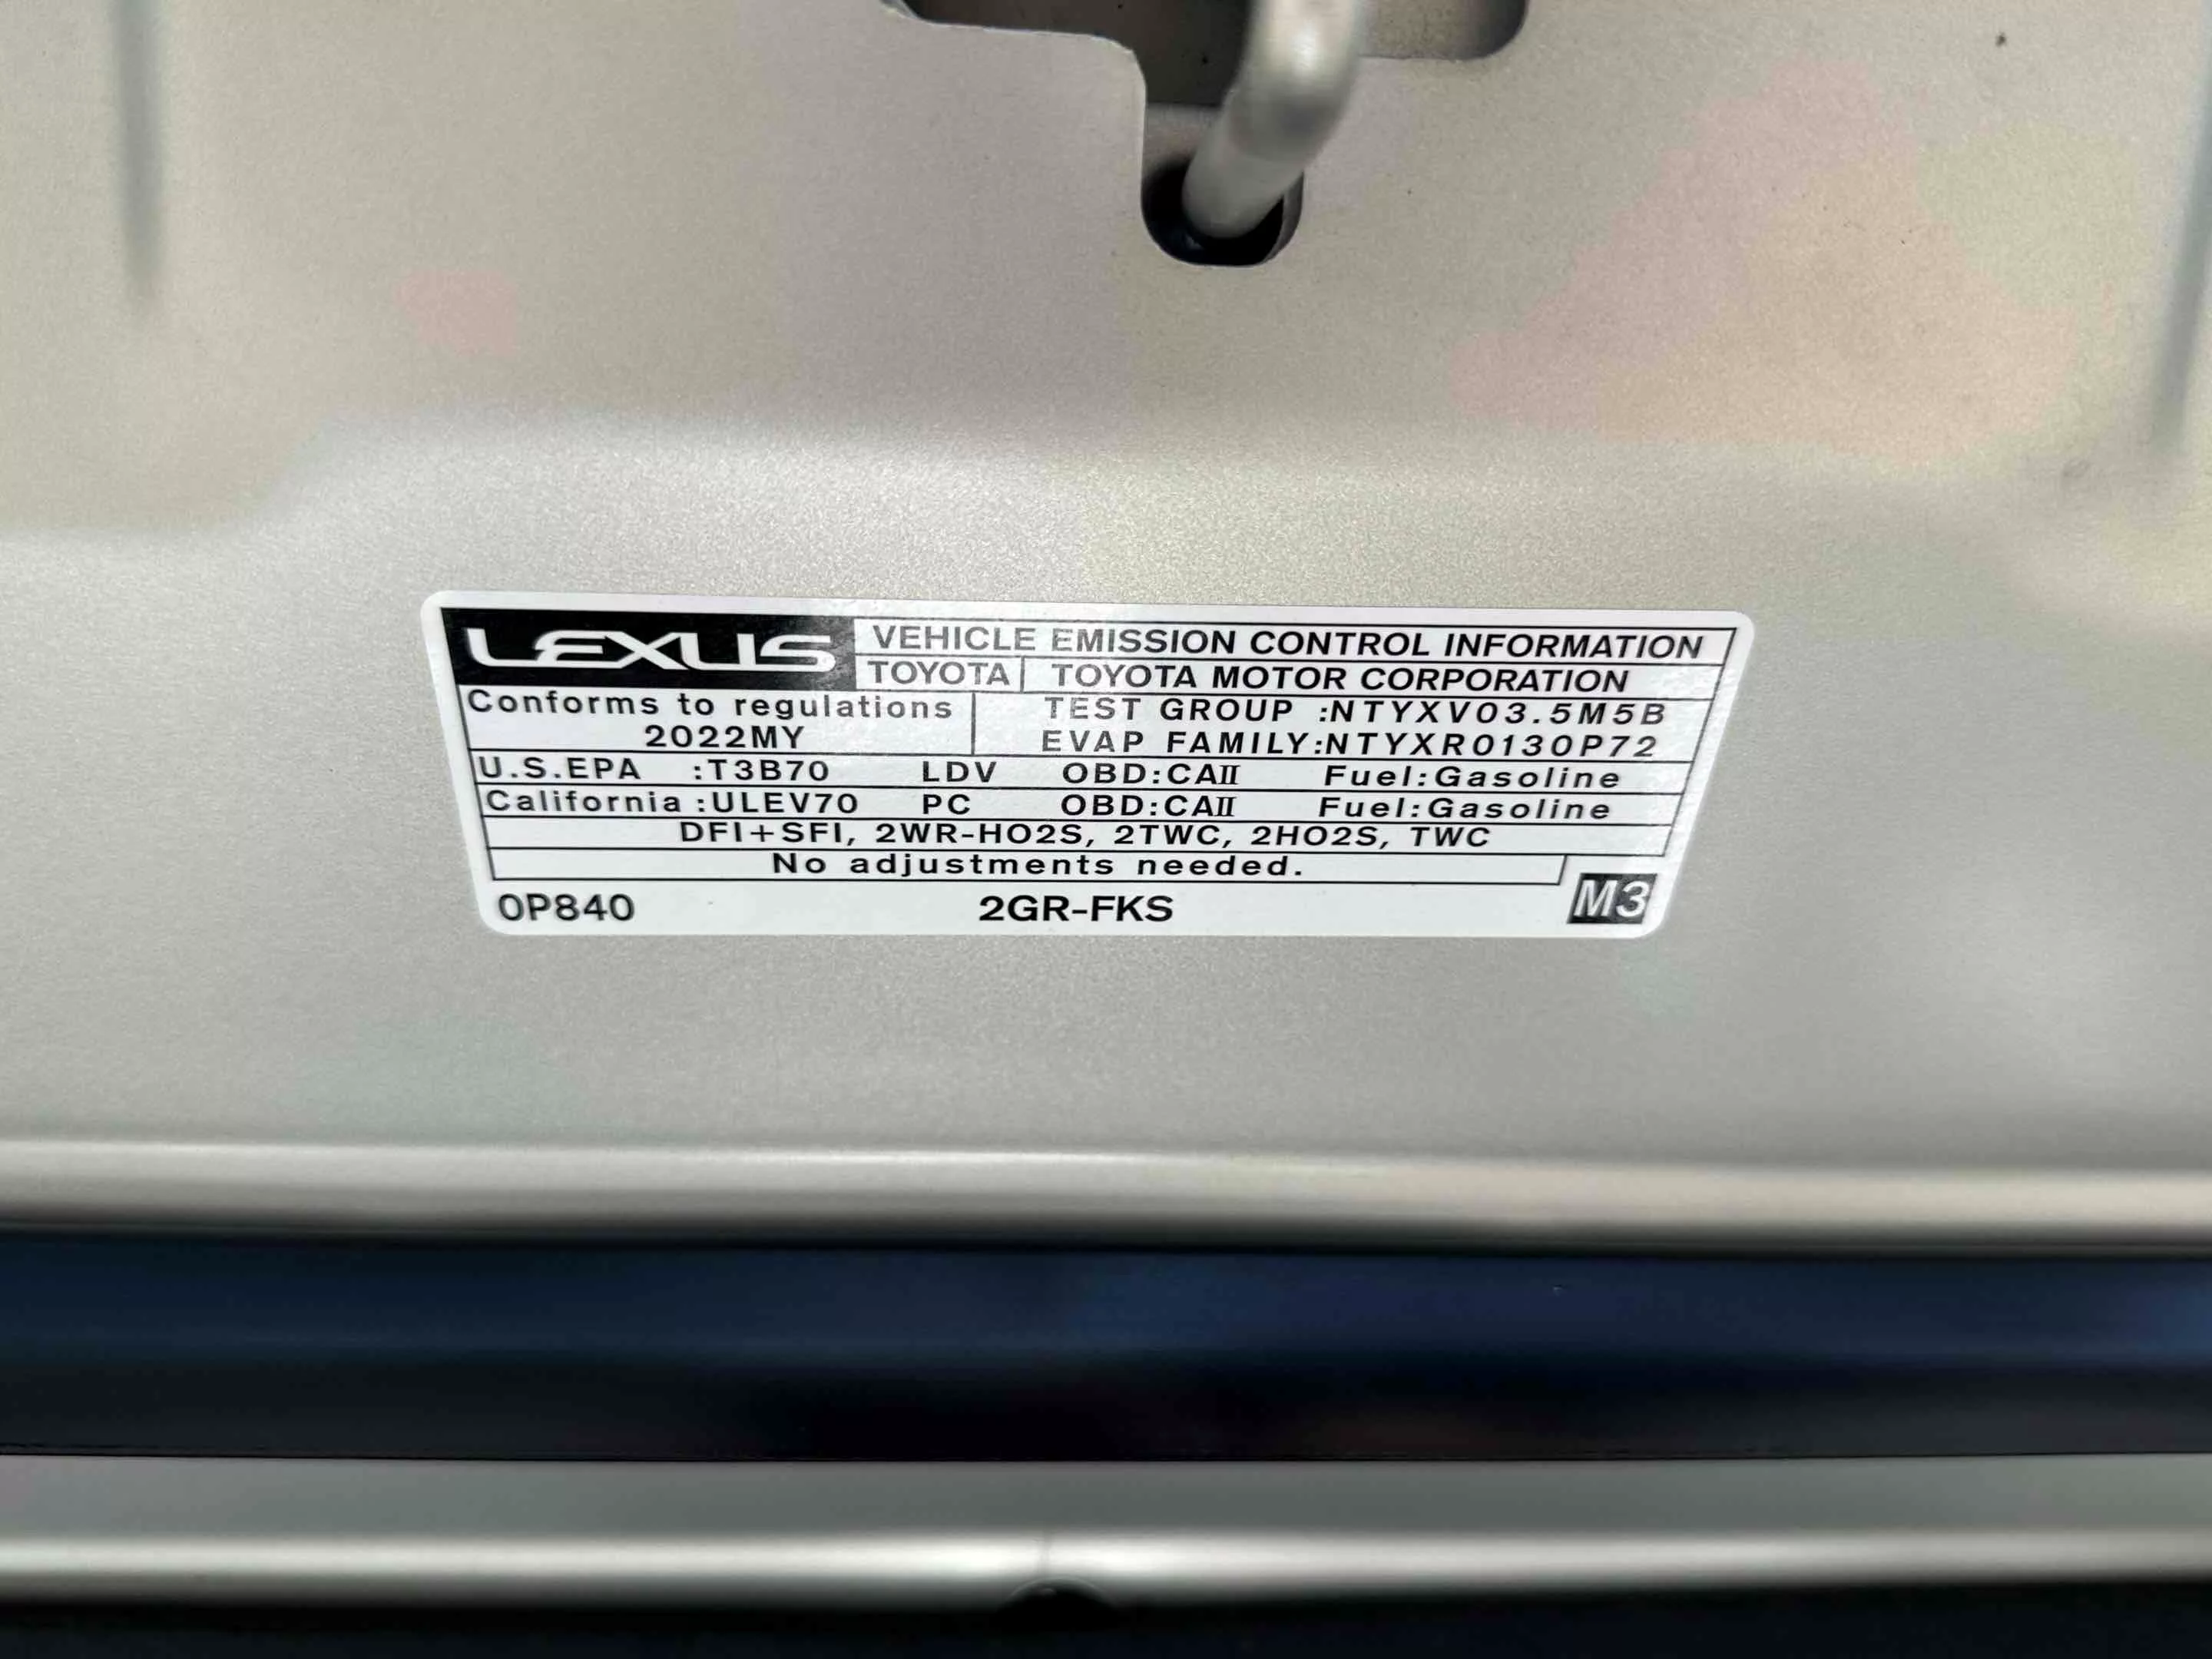 LEXUS VEHICLE EMISSION CONTROL INFORMATION
TOYOTA TOYOTA MOTOR CORPORATION
Conforms to regulations TEST GROUP :NTYXV03.5M5B
2022MY EVAP FAMILY:NTYXR0130P72
U.S.EPA :T3B70 LDV OBD:CAII Fuel:Gasoline
California :ULEV70 PC OBD:CAII Fuel:Gasoline
DFI+SFI, 2WR-HO2S, 2TWC, 2HO2S, TWC
No adjustments needed.
0P840 2GR-FKS M3